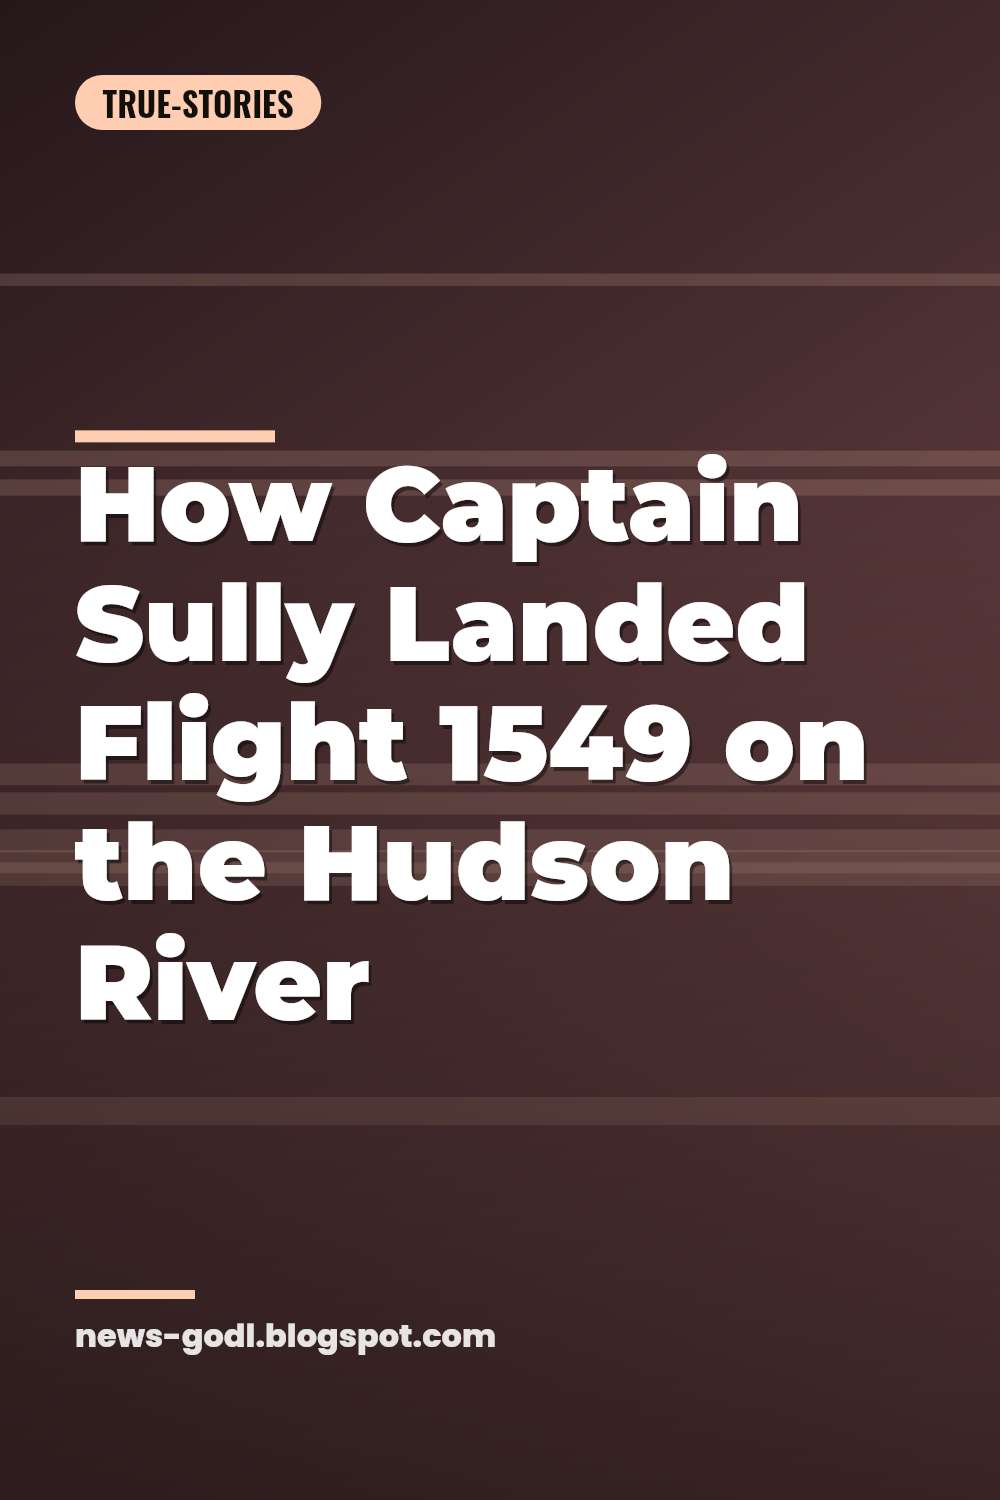 TRUE-STORIES
How Captain
Sully Landed
Flight 1549 on
the Hudson
River
news-godl.blogspot.com